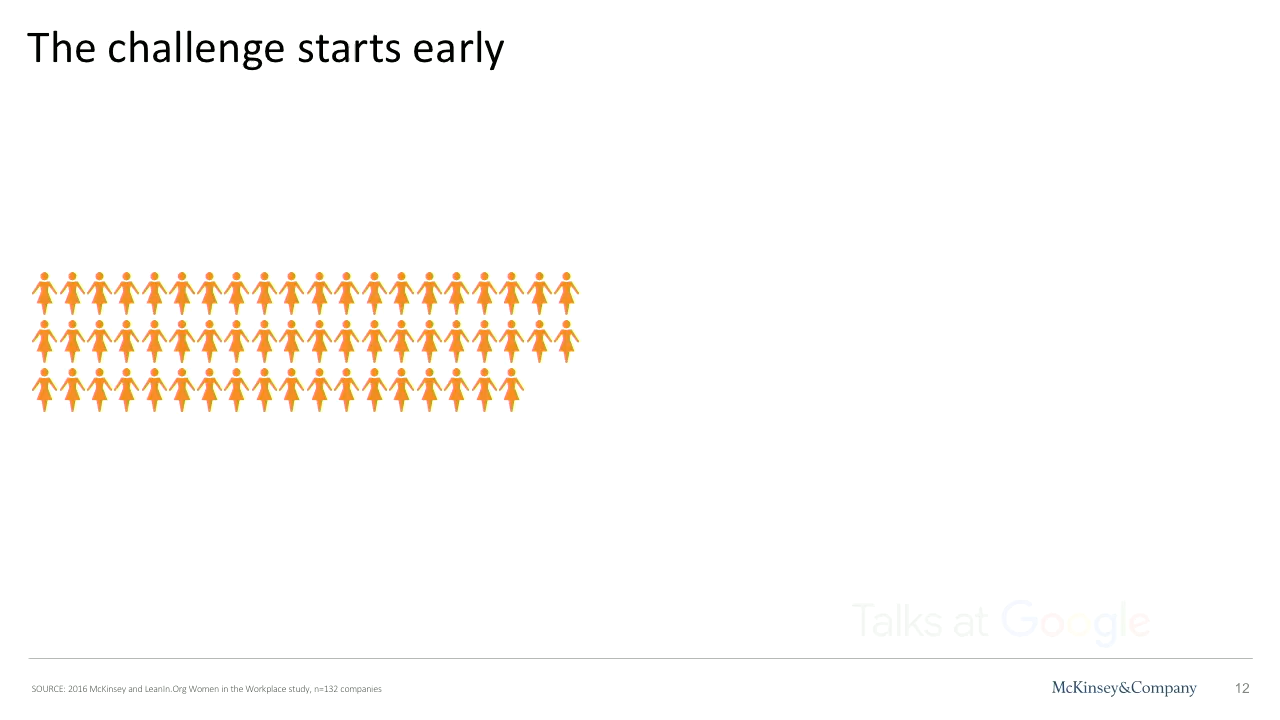 The challenge starts early
Talks at Google
SOURCE: 2016 McKinsey and LeanIn.Org Women in the Workplace study, n=132 companies
McKinsey&Company
12